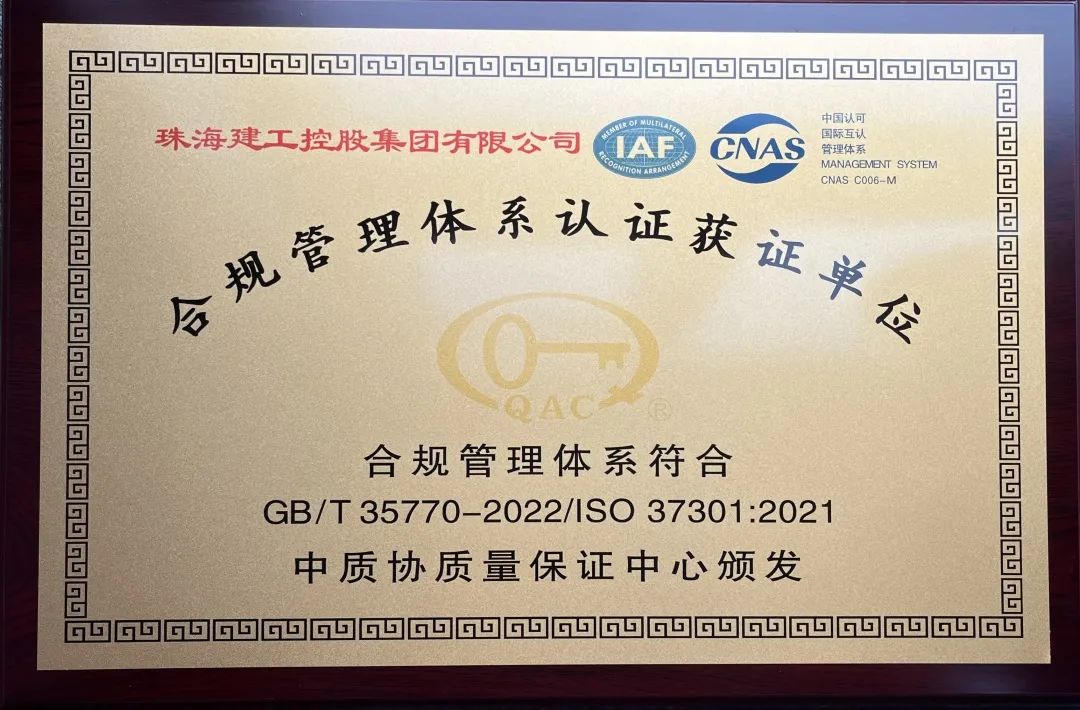 珠海建工控股集团有限公司
MEMBER OF MULTILATERAL
IAF
RECOGNITION ARRANGEMENT
CNAS
中国认可
国际互认
管理体系
MANAGEMENT SYSTEM
CNAS C006-M
合规管理体系认证获证单位
QAC®
合规管理体系符合
GB/T 35770-2022/ISO 37301:2021
中质协质量保证中心颁发